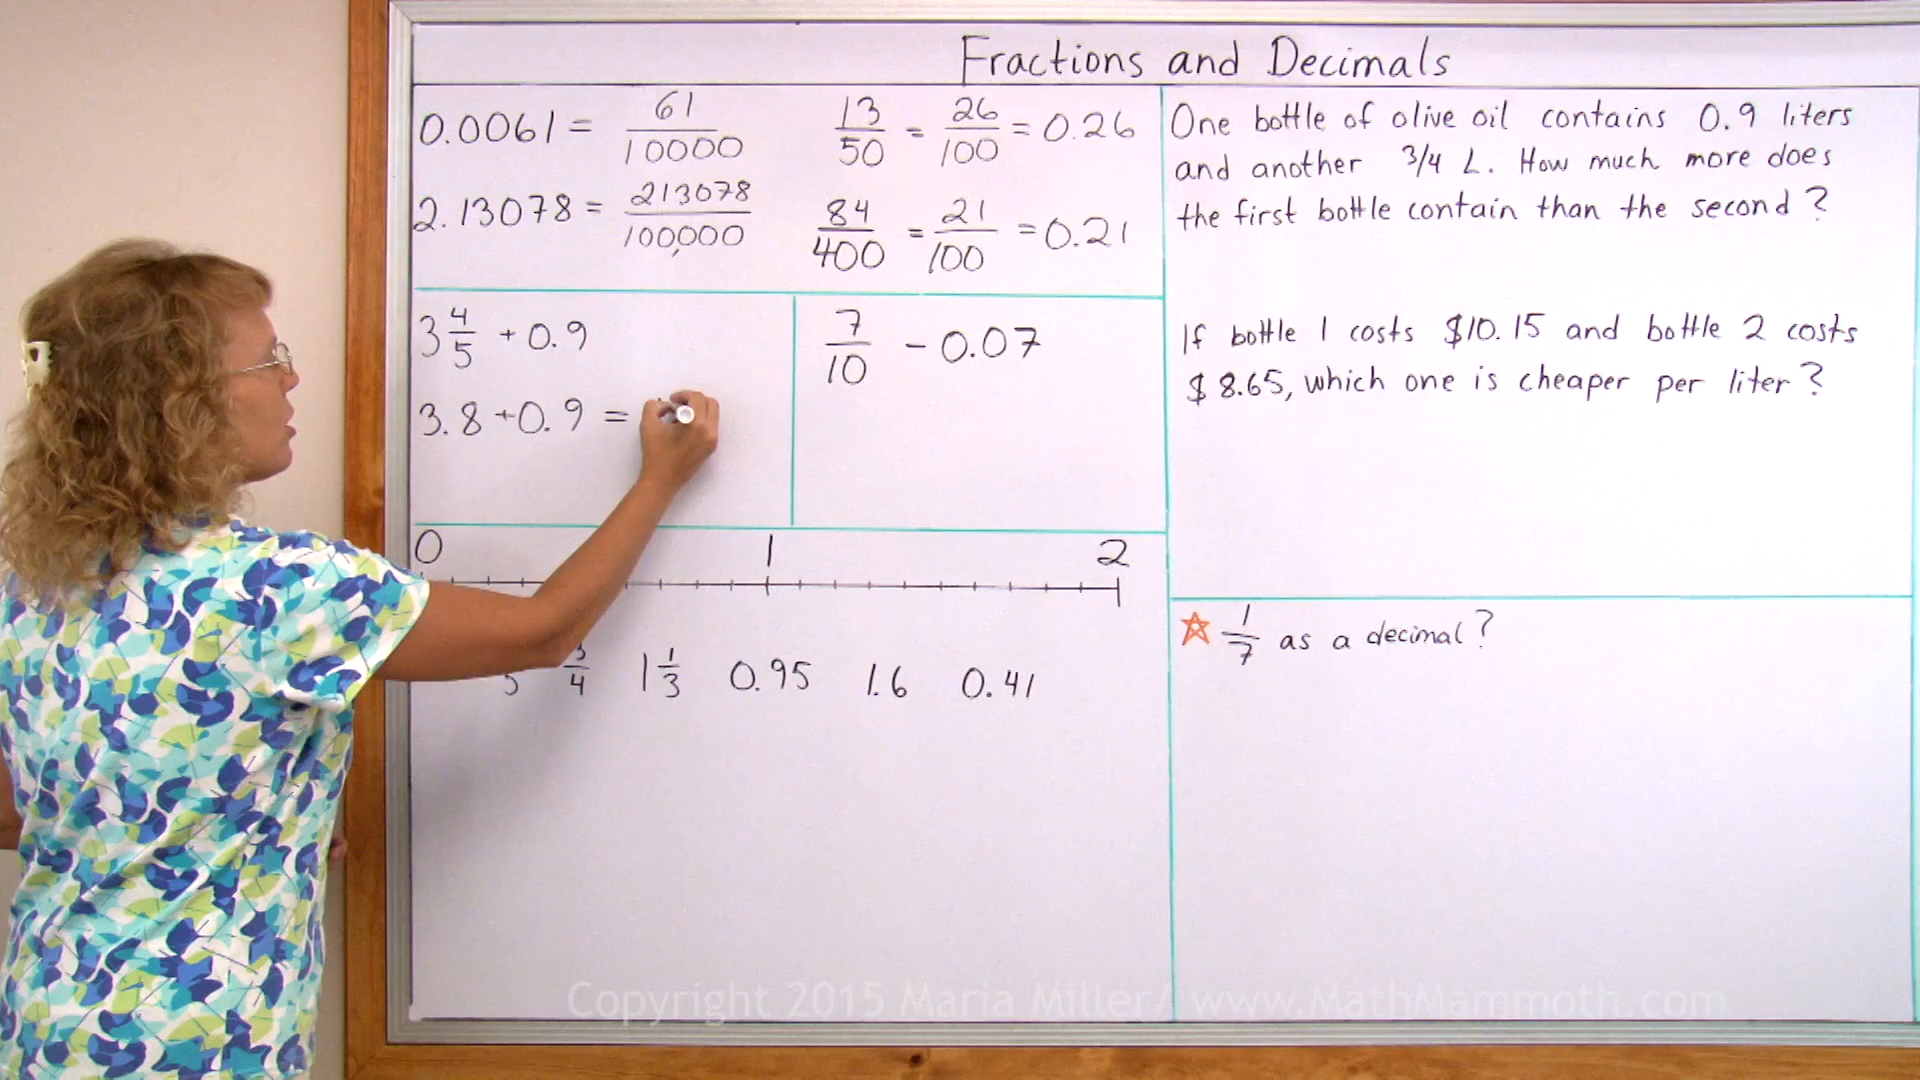 Fractions and Decimals
0.0061 = 61/10000
13/50 = 26/100 = 0.26
2.13078 = 213078/100,000
84/400 = 21/100 = 0.21
3 4/5 + 0.9
3.8 + 0.9 =
7/10 - 0.07
0 1 2
5 3/4 1 1/3 0.95 1.6 0.41
One bottle of olive oil contains 0.9 liters
and another 3/4 L. How much more does
the first bottle contain than the second?
If bottle 1 costs $10.15 and bottle 2 costs
$8.65, which one is cheaper per liter?
1/7 as a decimal?
Copyright 2015 Maria Miller / www.MathMammoth.com